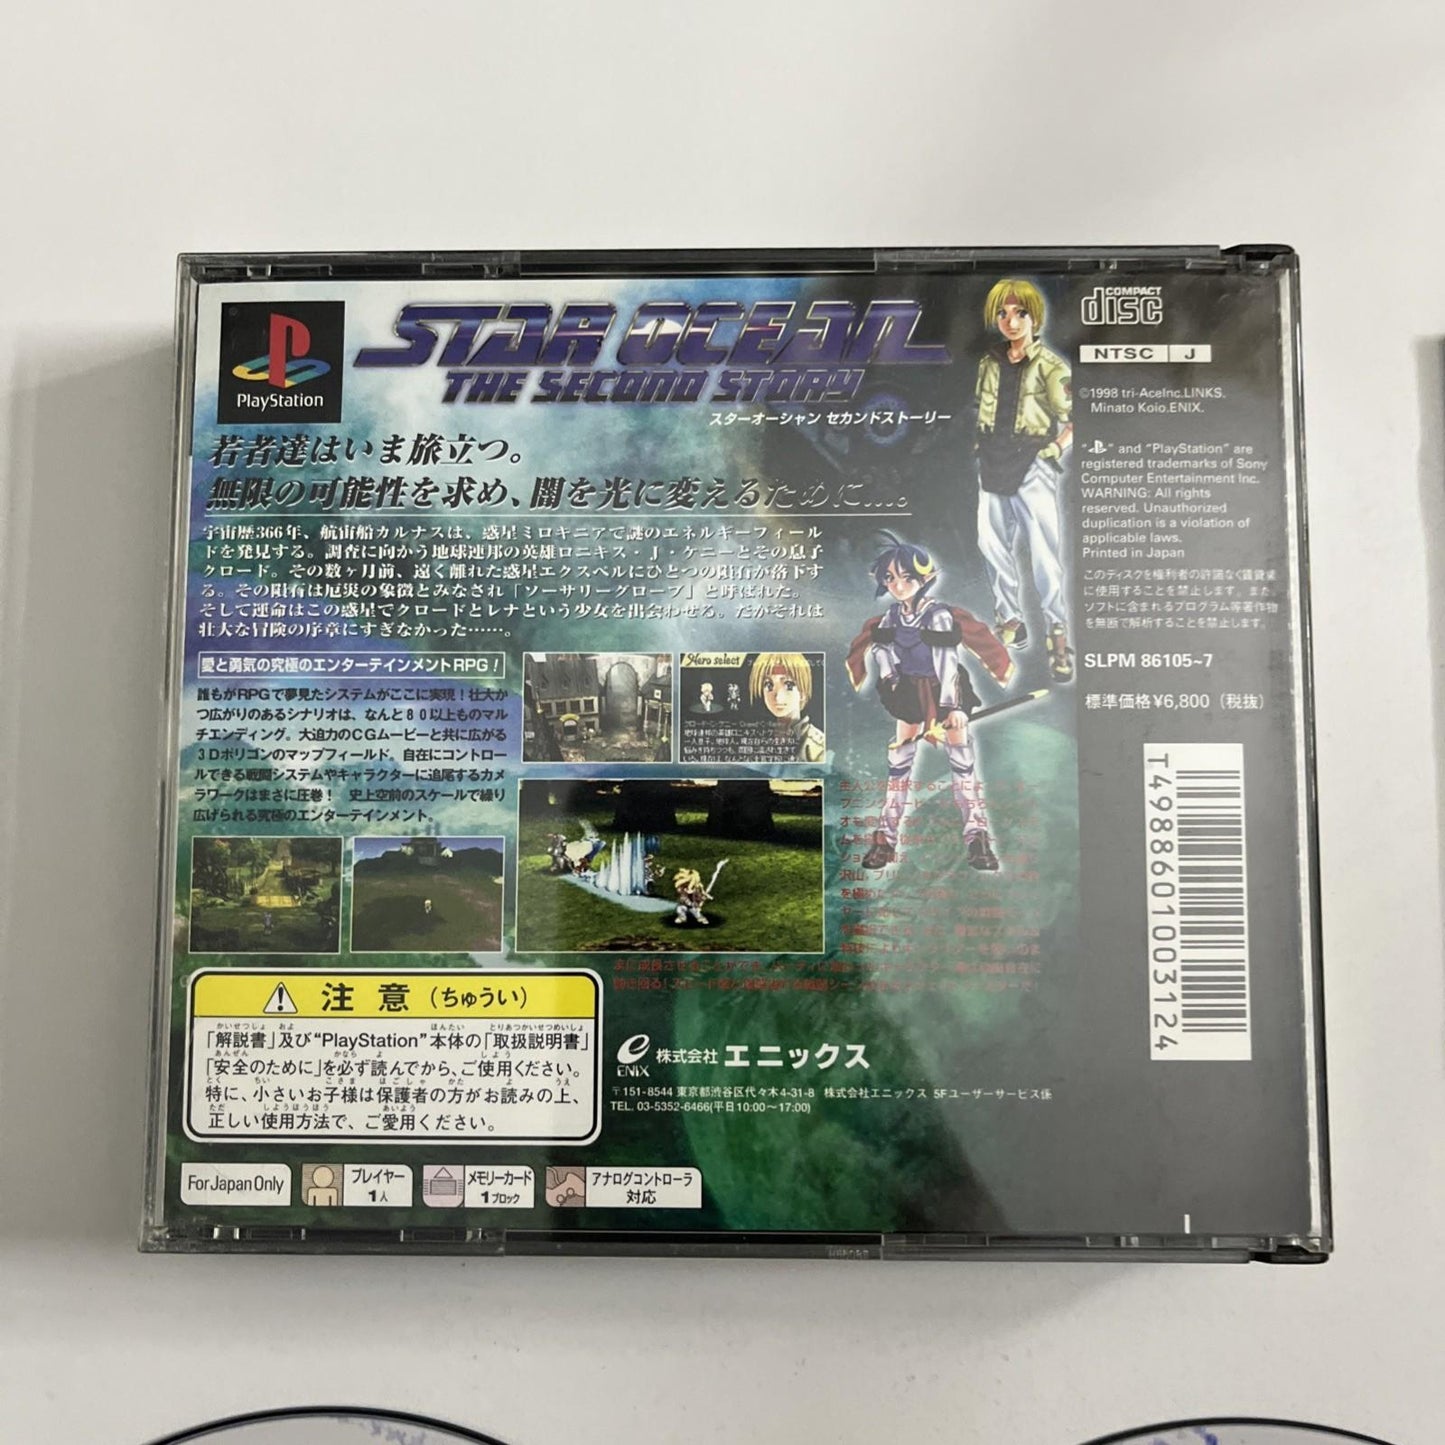 PlayStation
STAR OCEAN
THE SECOND STORY
スターオーシャン セカンドストーリー
若者達はいま旅立つ。
無限の可能性を求め、闇を光に変えるために…。
宇宙歴366年、航宙船カルナスは、惑星ミロキニアで謎のエネルギーフィール
ドを発見する。調査に向かう地球連邦の英雄ロニキス・J・ケニーとその息子
クロード。その数ヶ月前、遠く離れた惑星エクスペルにひとつの隕石が落下す
る。その隕石は厄災の象徴とみなされ「ソーサリーグローブ」と呼ばれた。
そして運命はこの惑星でクロードとレナという少女を出会わせる。だがそれは
壮大な冒険の序章にすぎなかった……。
愛と勇気の究極のエンターテインメントRPG!
誰もがRPGで夢見たシステムがここに実現!壮大か
つ広がりのあるシナリオは、なんと80以上ものマル
チエンディング。大迫力のCGムービーと共に広がる
3Dポリゴンのマップフィールド。自在にコントロー
ルできる戦闘システムやキャラクターに追尾するカメ
ラワークはまさに圧巻! 史上空前のスケールで繰り
広げられる究極のエンターテインメント。
Hero select
COMPACT
disc
NTSC J
©1998 tri-AceInc.LINKS.
Minato Koio.ENIX.
" " and "PlayStation" are
registered trademarks of Sony
Computer Entertainment Inc.
WARNING: All rights
reserved. Unauthorized
duplication is a violation of
applicable laws.
Printed in Japan
このディスクを権利者の許諾なく賃貸業
に使用することを禁止します。また、
ソフトに含まれるプログラム等著作物
を無断で解析することを禁止します。
SLPM 86105~7
標準価格¥6,800(税抜)
T4988601003124
注意(ちゅうい)
「解説書」及び"PlayStation"本体の「取扱説明書」
「安全のために」を必ず読んでから、ご使用ください。
特に、小さいお子様は保護者の方がお読みの上、
正しい使用方法で、ご愛用ください。
ENIX 株式会社 エニックス
〒151-8544 東京都渋谷区代々木4-31-8 株式会社エニックス 5Fユーザーサービス係
TEL. 03-5352-6466(平日10:00~17:00)
For Japan Only
プレイヤー
1人
メモリーカード
1ブロック
アナログコントローラ
対応